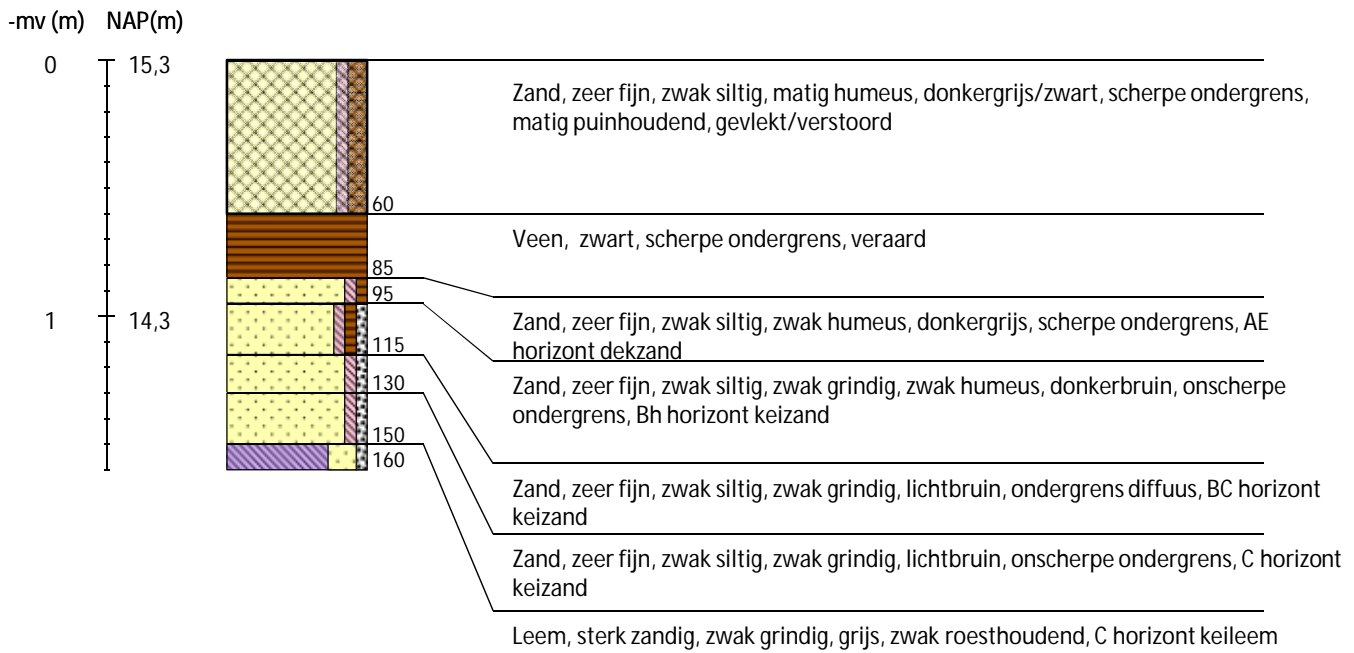 -mv (m) NAP(m)
0 15,3
Zand, zeer fijn, zwak siltig, matig humeus, donkergrijs/zwart, scherpe ondergrens,
matig puinhoudend, gevlekt/verstoord
60
Veen, zwart, scherpe ondergrens, veraard
85
95
1 14,3
Zand, zeer fijn, zwak siltig, zwak humeus, donkergrijs, scherpe ondergrens, AE
horizont dekzand
115
Zand, zeer fijn, zwak siltig, zwak grindig, zwak humeus, donkerbruin, onscherpe
ondergrens, Bh horizont keizand
130
150
160
Zand, zeer fijn, zwak siltig, zwak grindig, lichtbruin, ondergrens diffuus, BC horizont
keizand
Zand, zeer fijn, zwak siltig, zwak grindig, lichtbruin, onscherpe ondergrens, C horizont
keizand
Leem, sterk zandig, zwak grindig, grijs, zwak roesthoudend, C horizont keileem